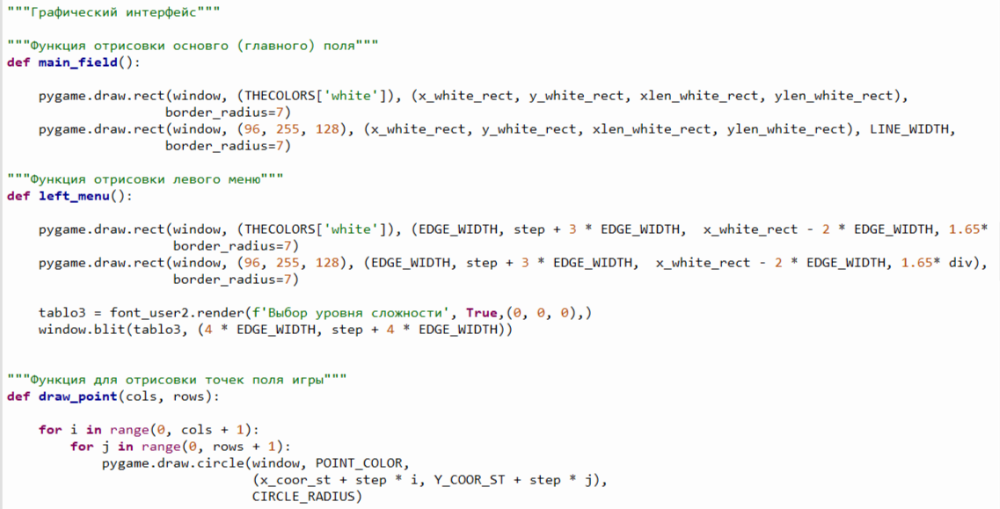 """Графический интерфейс"""
"""Функция отрисовки основго (главного) поля"""
def main_field():
pygame.draw.rect(window, (THECOLORS['white']), (x_white_rect, y_white_rect, xlen_white_rect, ylen_white_rect),
border_radius=7)
pygame.draw.rect(window, (96, 255, 128), (x_white_rect, y_white_rect, xlen_white_rect, ylen_white_rect), LINE_WIDTH,
border_radius=7)
"""Функция отрисовки левого меню"""
def left_menu():
pygame.draw.rect(window, (THECOLORS['white']), (EDGE_WIDTH, step + 3 * EDGE_WIDTH,  x_white_rect - 2 * EDGE_WIDTH, 1.65*
border_radius=7)
pygame.draw.rect(window, (96, 255, 128), (EDGE_WIDTH, step + 3 * EDGE_WIDTH,  x_white_rect - 2 * EDGE_WIDTH, 1.65* div),
border_radius=7)
tablo3 = font_user2.render(f'Выбор уровня сложности', True,(0, 0, 0),)
window.blit(tablo3, (4 * EDGE_WIDTH, step + 4 * EDGE_WIDTH))
"""Функция для отрисовки точек поля игры"""
def draw_point(cols, rows):
for i in range(0, cols + 1):
for j in range(0, rows + 1):
pygame.draw.circle(window, POINT_COLOR,
(x_coor_st + step * i, Y_COOR_ST + step * j),
CIRCLE_RADIUS)